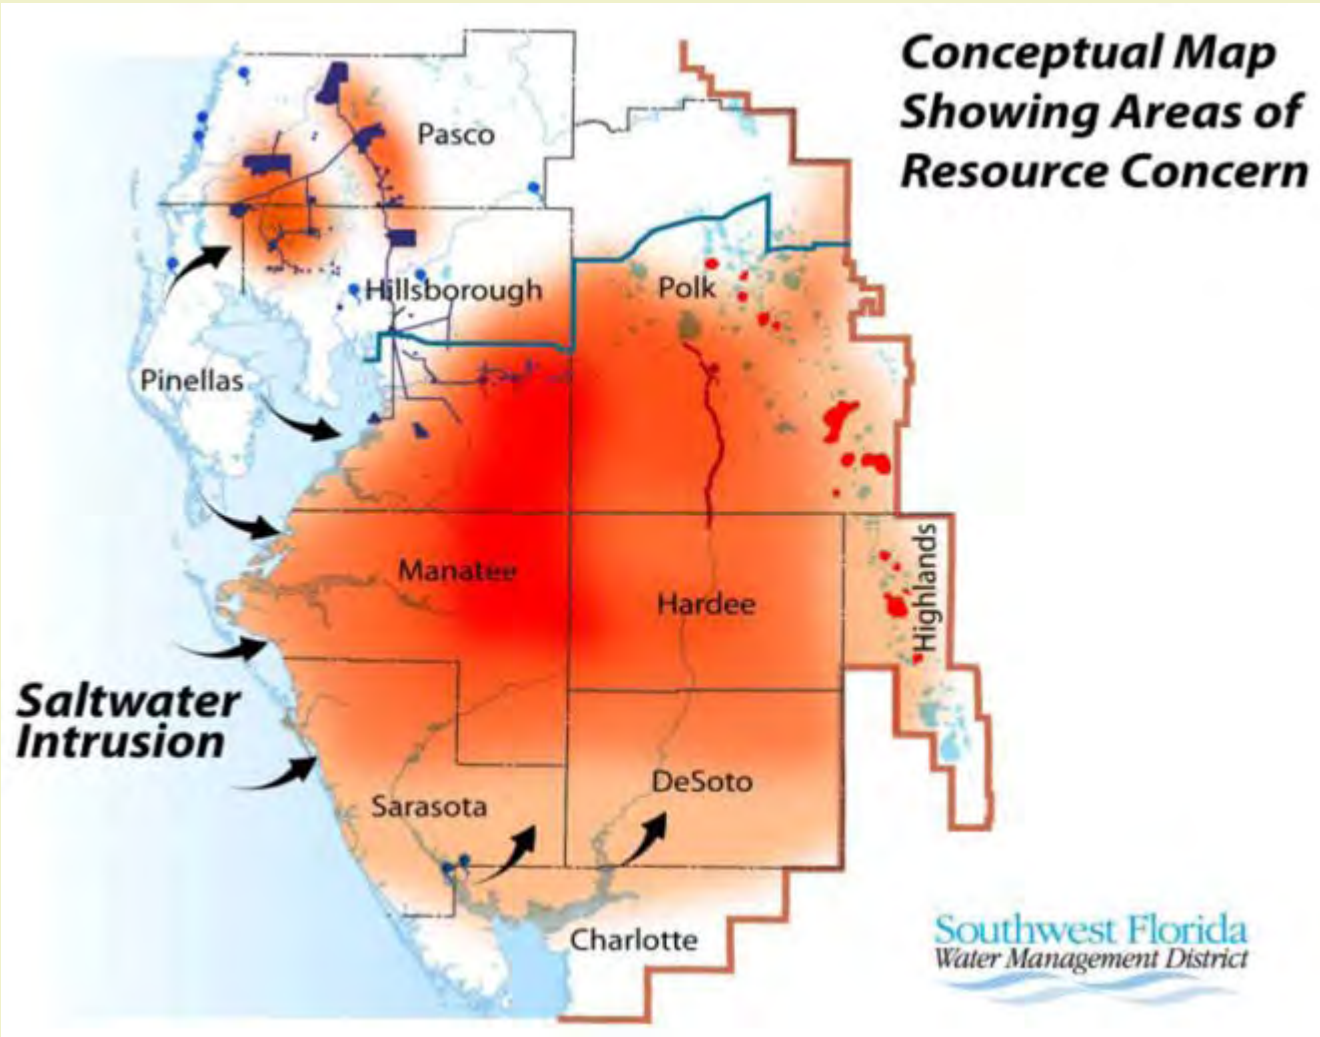 Conceptual Map
Showing Areas of
Resource Concern
Pasco
Hillsborough
Polk
Pinellas
Manatee
Hardee
Highlands
Saltwater
Intrusion
DeSoto
Sarasota
Charlotte
Southwest Florida
Water Management District